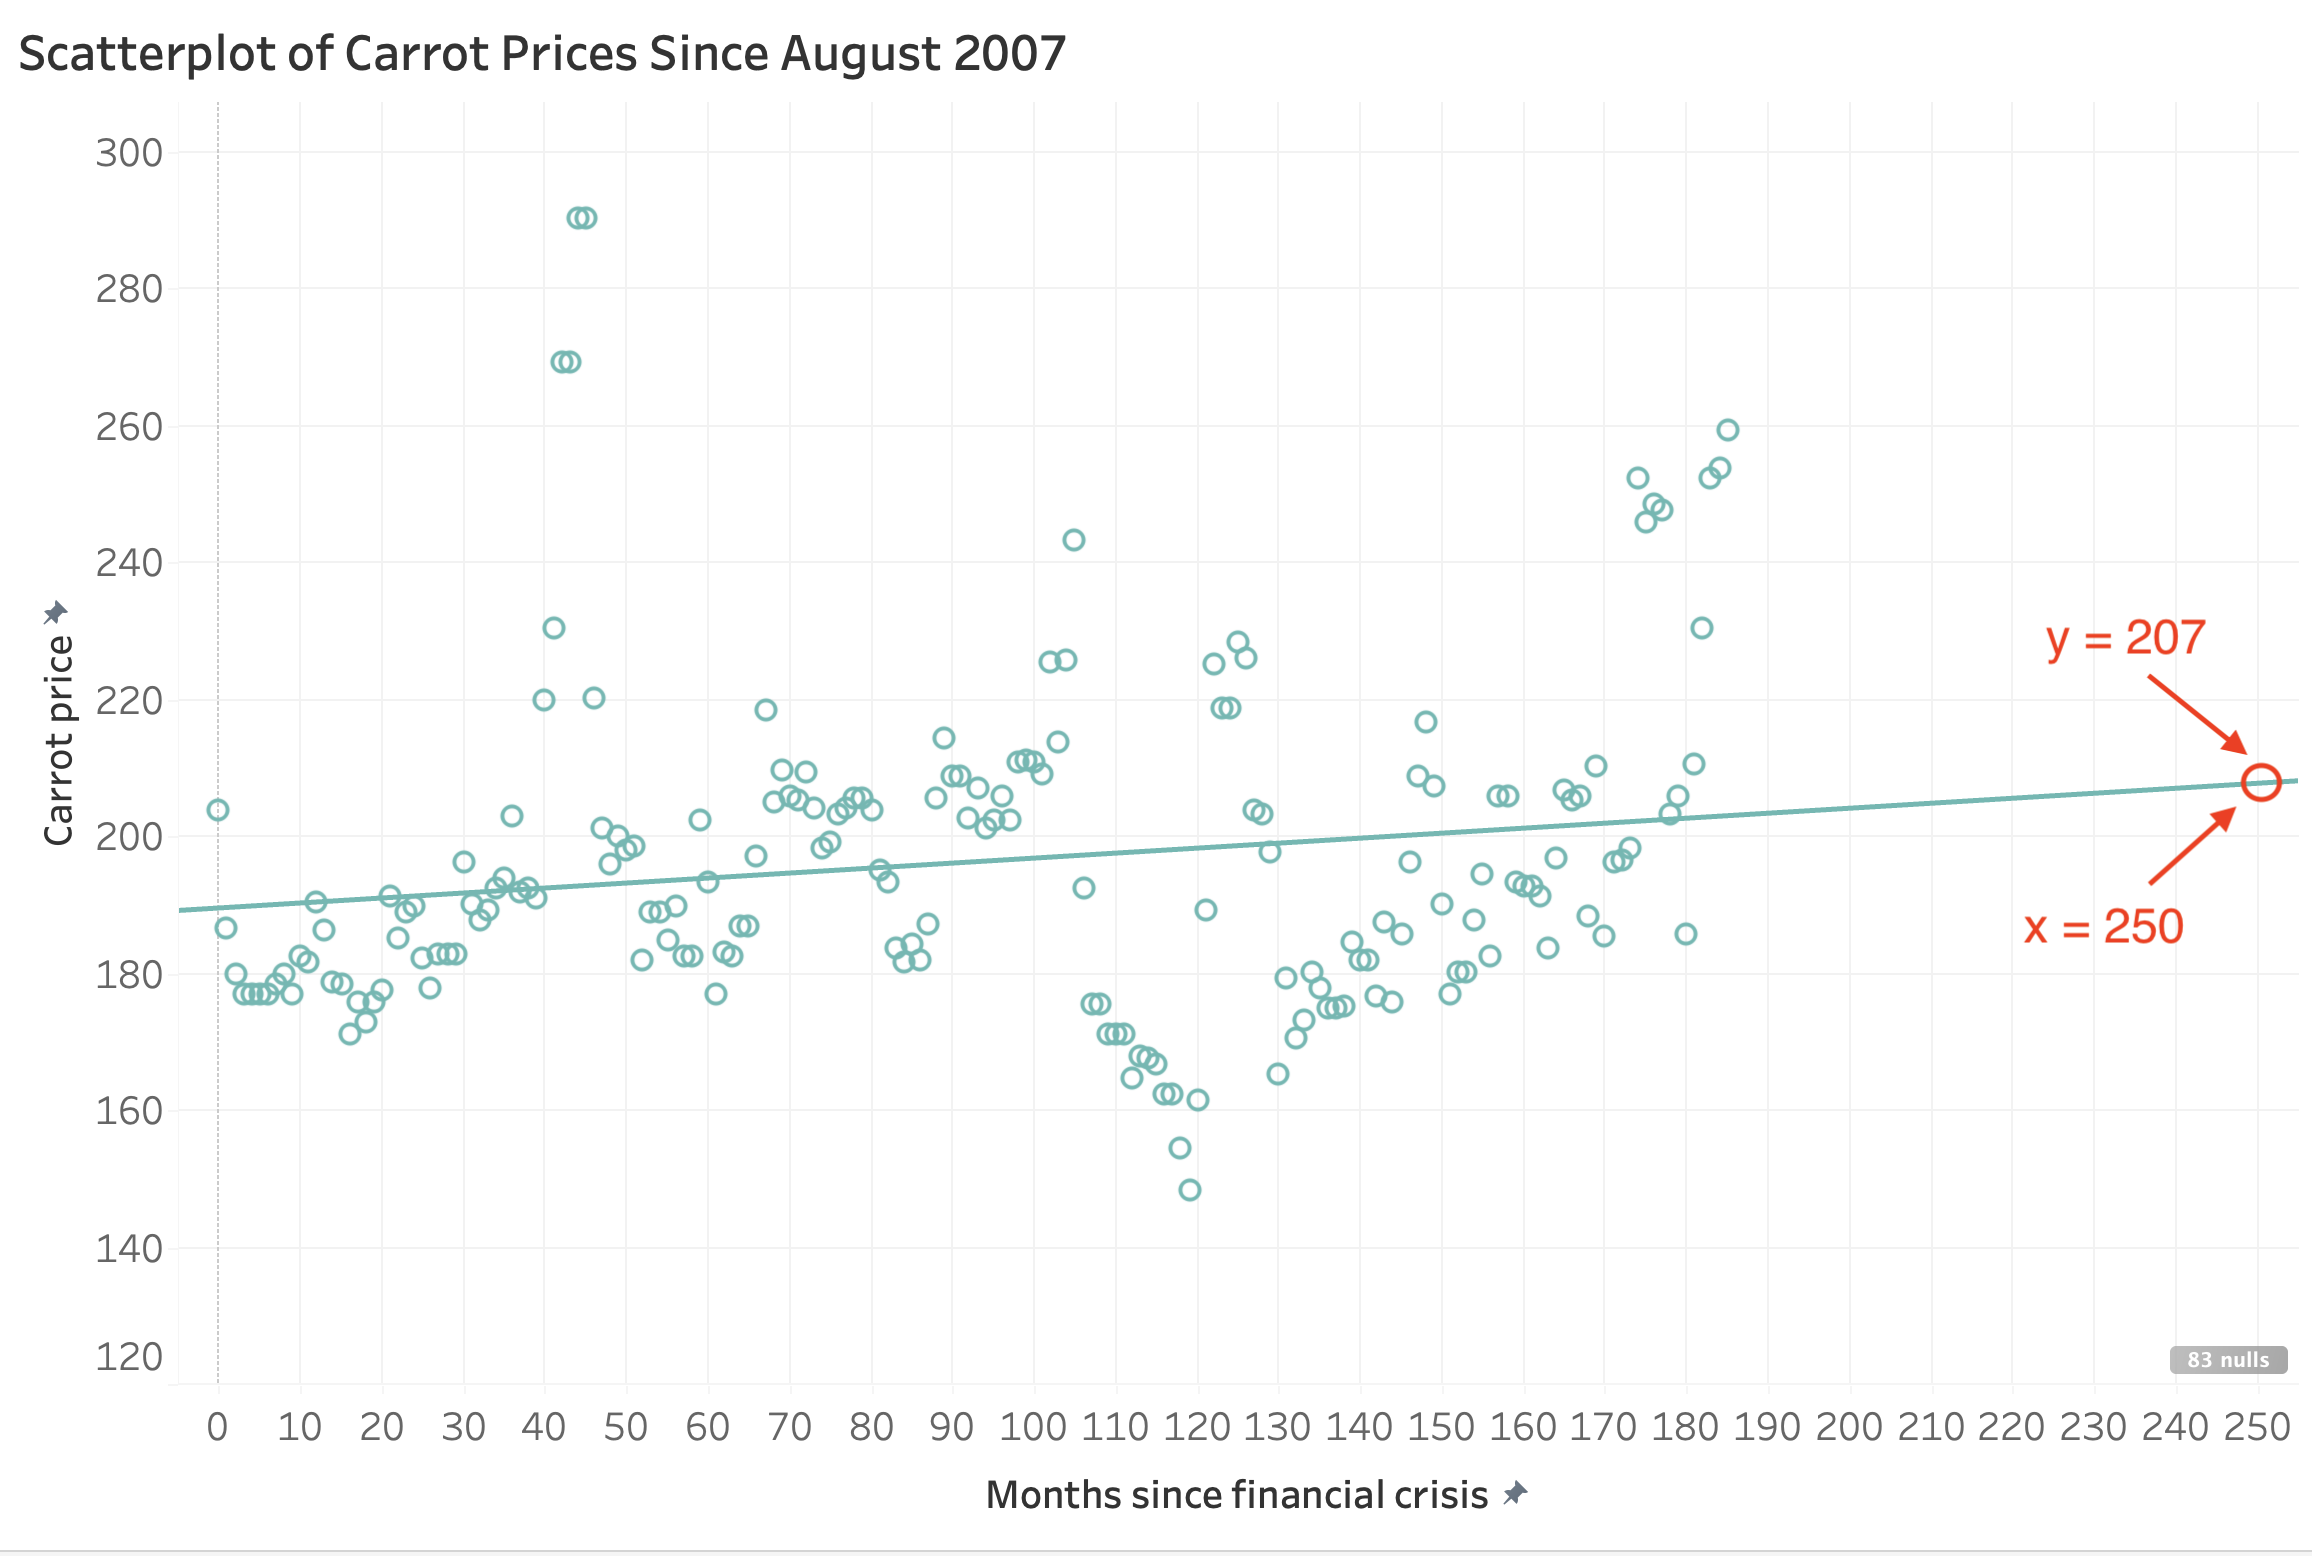 Scatterplot of Carrot Prices Since August 2007
300
280
260
240
220
200
180
160
140
120
Carrot price
y = 207
x = 250
83 nulls
0 10 20 30 40 50 60 70 80 90 100 110 120 130 140 150 160 170 180 190 200 210 220 230 240 250
Months since financial crisis